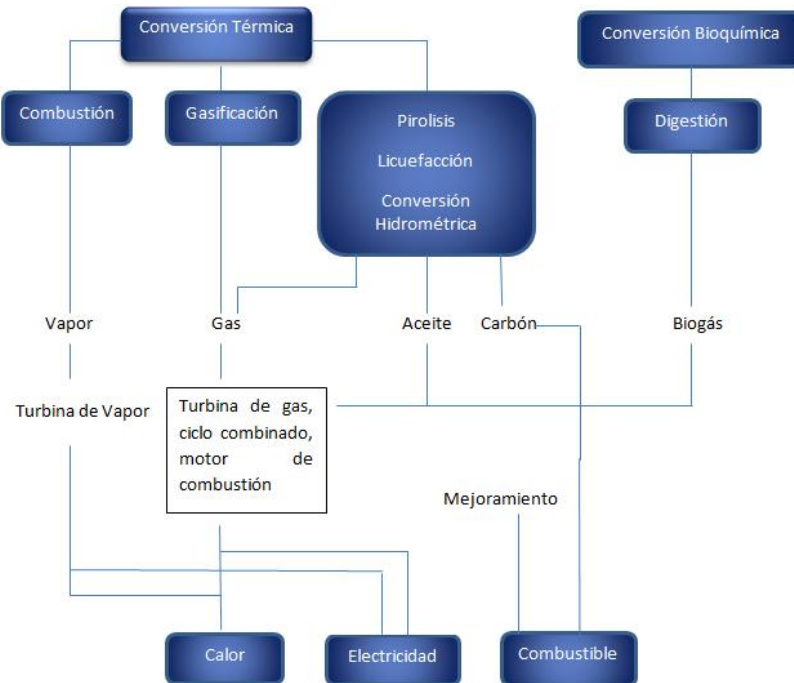 Conversión Térmica
Conversión Bioquímica
Combustión
Gasificación
Pirolisis
Licuefacción
Conversión
Hidrométrica
Digestión
Vapor
Gas
Aceite
Carbón
Biogás
Turbina de Vapor
Turbina de gas,
ciclo combinado,
motor de
combustión
Mejoramiento
Calor
Electricidad
Combustible